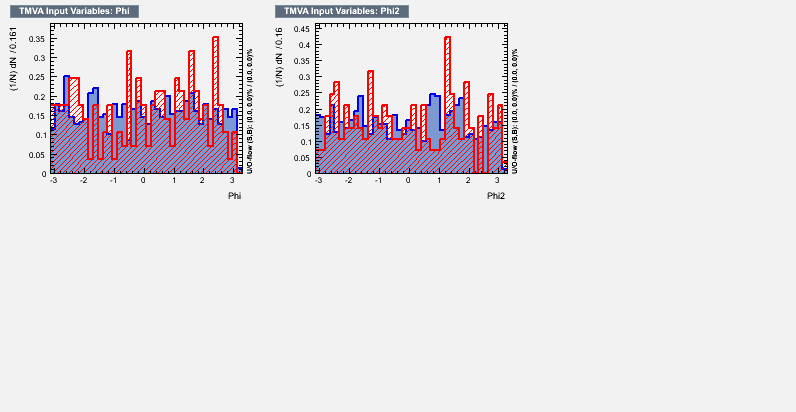 TMVA Input Variables: Phi
(1/N) dN / 0.161
0.35
0.3
0.25
0.2
0.15
0.1
0.05
0
-3 -2 -1 0 1 2 3
Phi
U/O-flow (S,B): (0.0, 0.0)% / (0.0, 0.0)%
TMVA Input Variables: Phi2
(1/N) dN / 0.16
0.45
0.4
0.35
0.3
0.25
0.2
0.15
0.1
0.05
0
-3 -2 -1 0 1 2 3
Phi2
U/O-flow (S,B): (0.0, 0.0)% / (0.0, 0.0)%